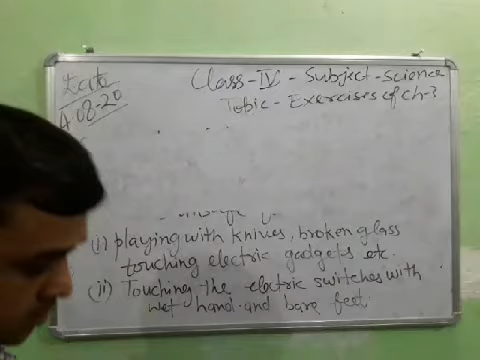 Date
4.08.20
Class-IV - Subject-Science
Topic - Exercises of Ch-3
(i) playing with knives, broken glass
touching electric gadgets etc.
(ii) Touching the electric switches with
wet hand and bare feet.